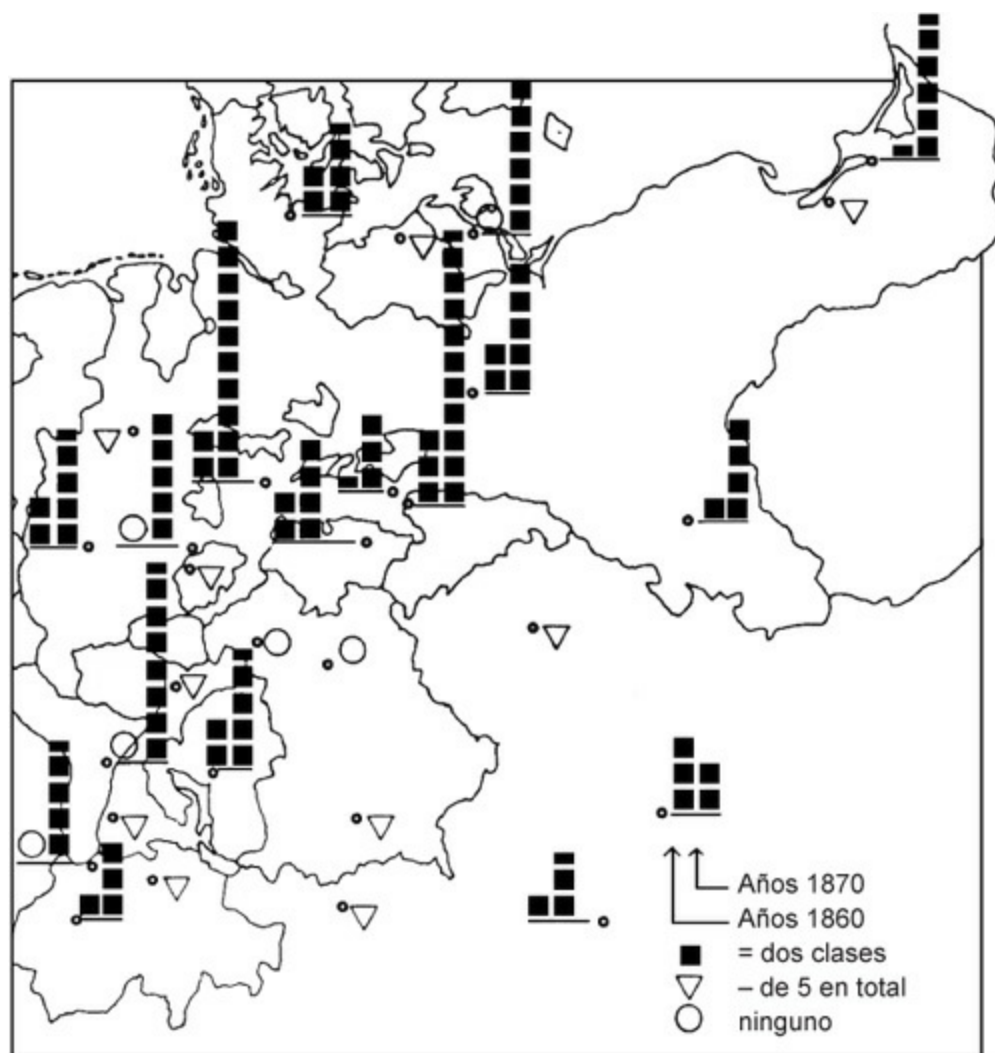 Años 1870
Años 1860
= dos clases
– de 5 en total
ninguno